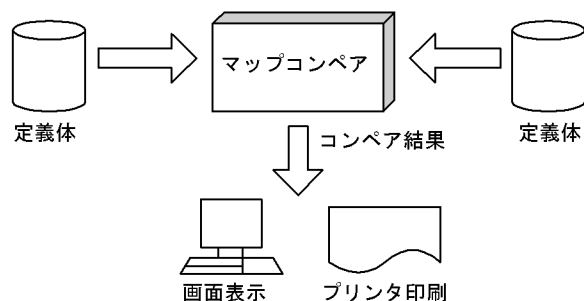 マップコンペア
定義体
定義体
コンペア結果
画面表示
プリンタ印刷